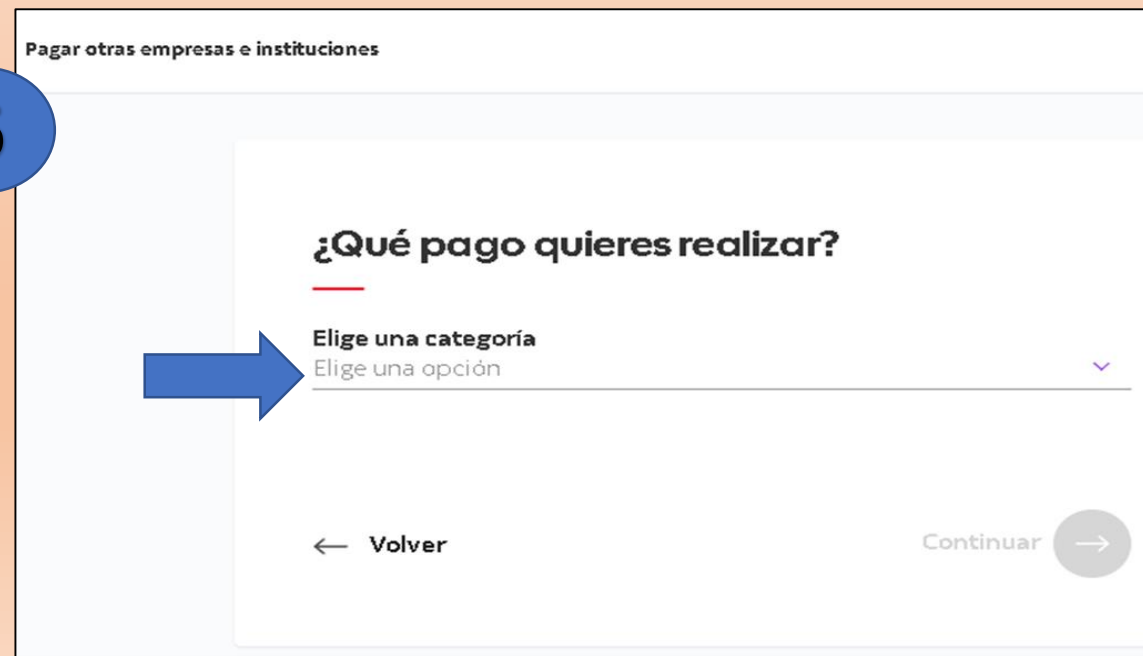 Pagar otras empresas e instituciones
¿Qué pago quieres realizar?
Elige una categoría
Elige una opción
← Volver
Continuar →